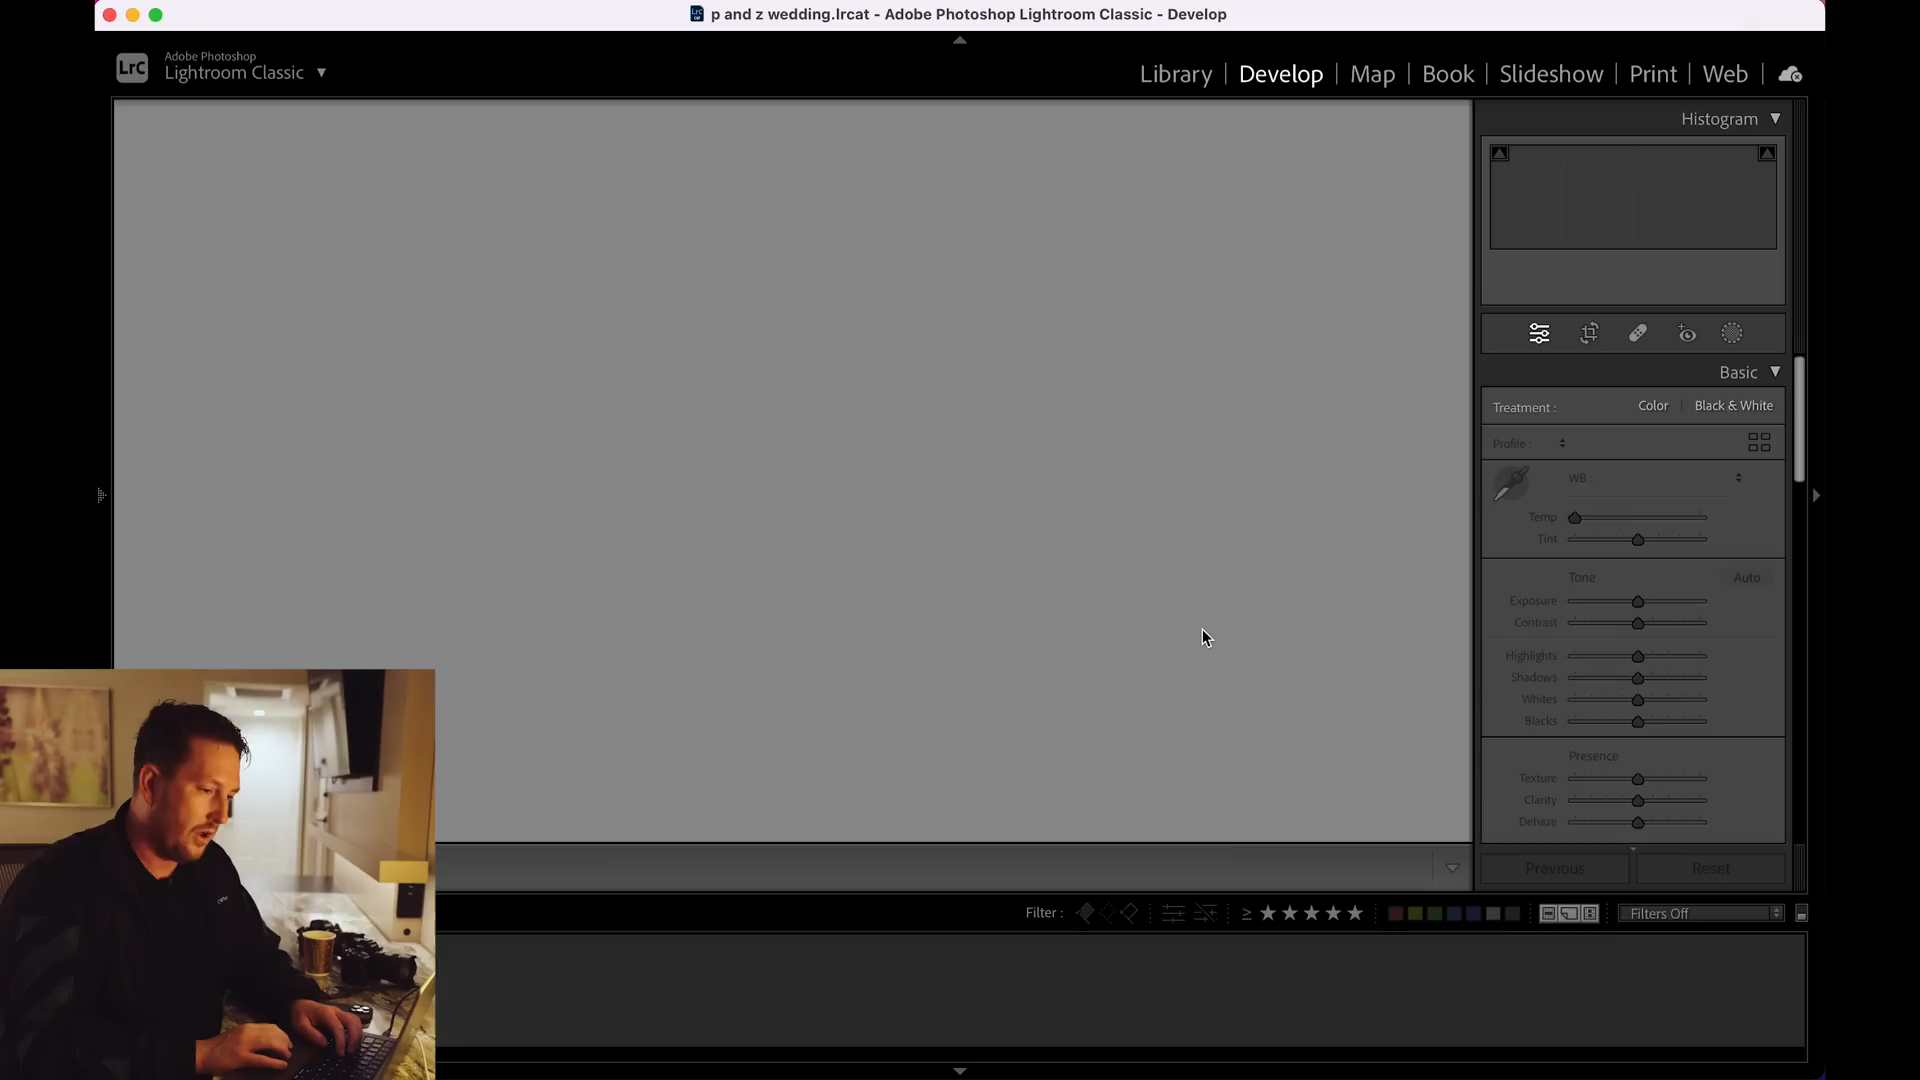 p and z wedding.lrcat - Adobe Photoshop Lightroom Classic - Develop
LrC
Adobe Photoshop
Lightroom Classic
Library | Develop | Map | Book | Slideshow | Print | Web
Histogram
Basic
Treatment : Color | Black & White
Profile :
WB :
Temp
Tint
Tone Auto
Exposure
Contrast
Highlights
Shadows
Whites
Blacks
Presence
Texture
Clarity
Dehaze
Previous Reset
Filter : ≥ ★ ★ ★ ★ ★ Filters Off